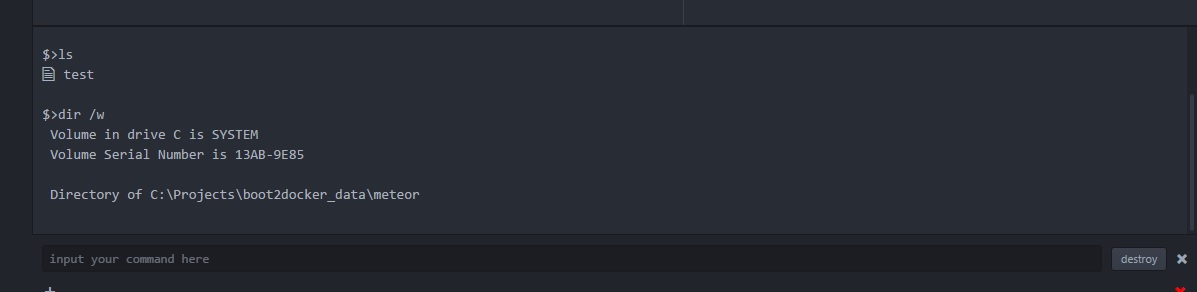 $>ls
test
$>dir /w
Volume in drive C is SYSTEM
Volume Serial Number is 13AB-9E85
Directory of C:\Projects\boot2docker_data\meteor
input your command here
destroy